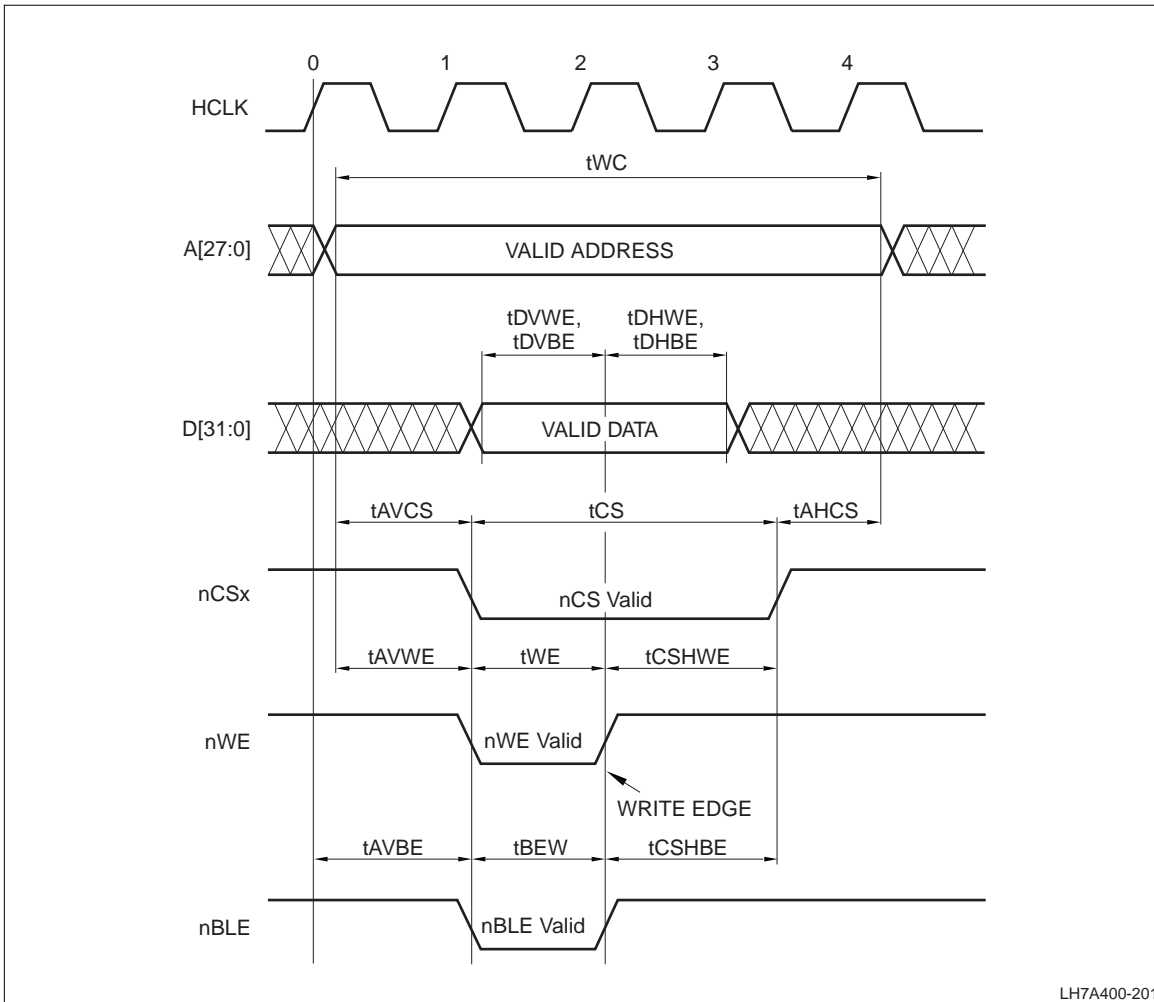 0 1 2 3 4
HCLK
tWC
A[27:0] VALID ADDRESS
tDVWE, tDHWE,
tDVBE tDHBE
D[31:0] VALID DATA
tAVCS tCS tAHCS
nCSx nCS Valid
tAVWE tWE tCSHWE
nWE nWE Valid
WRITE EDGE
tAVBE tBEW tCSHBE
nBLE nBLE Valid
LH7A400-201